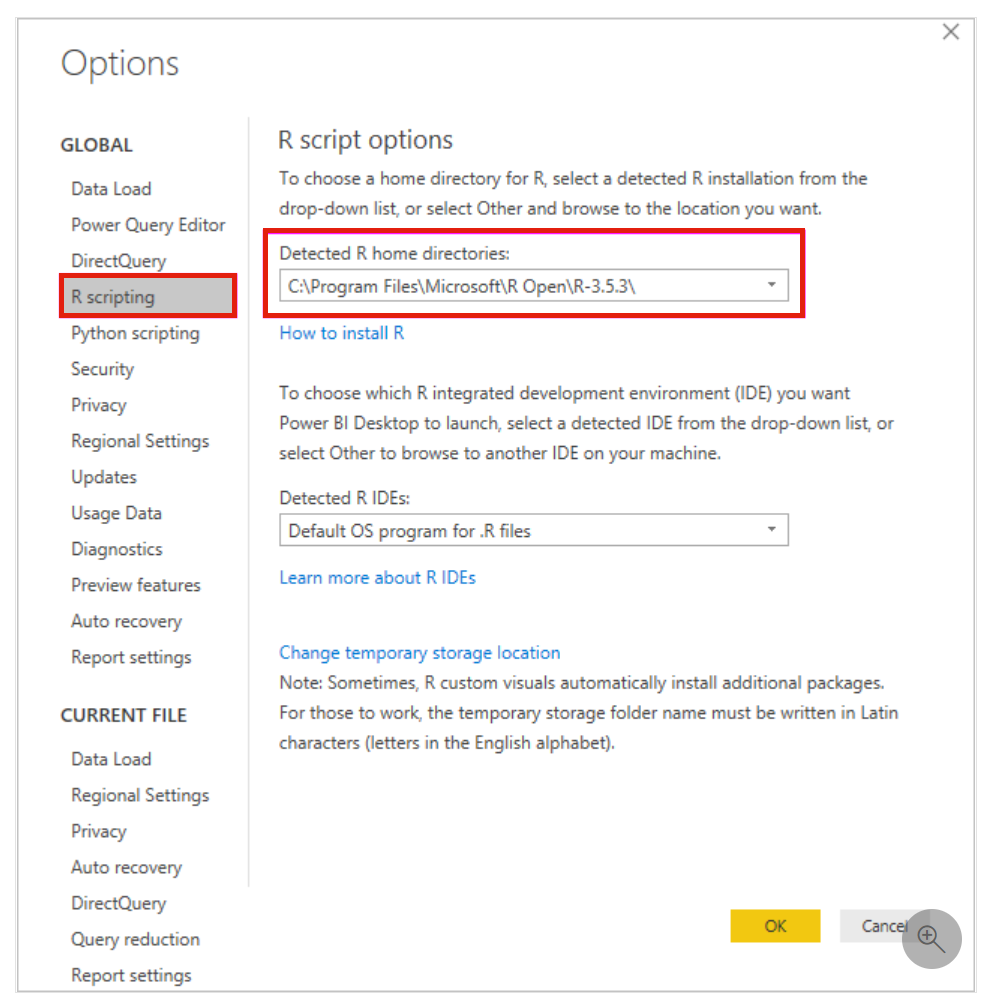 Options
GLOBAL
Data Load
Power Query Editor
DirectQuery
R scripting
Python scripting
Security
Privacy
Regional Settings
Updates
Usage Data
Diagnostics
Preview features
Auto recovery
Report settings
CURRENT FILE
Data Load
Regional Settings
Privacy
Auto recovery
DirectQuery
Query reduction
Report settings
R script options
To choose a home directory for R, select a detected R installation from the
drop-down list, or select Other and browse to the location you want.
Detected R home directories:
C:\Program Files\Microsoft\R Open\R-3.5.3\
How to install R
To choose which R integrated development environment (IDE) you want
Power BI Desktop to launch, select a detected IDE from the drop-down list, or
select Other to browse to another IDE on your machine.
Detected R IDEs:
Default OS program for .R files
Learn more about R IDEs
Change temporary storage location
Note: Sometimes, R custom visuals automatically install additional packages.
For those to work, the temporary storage folder name must be written in Latin
characters (letters in the English alphabet).
OK
Cancel